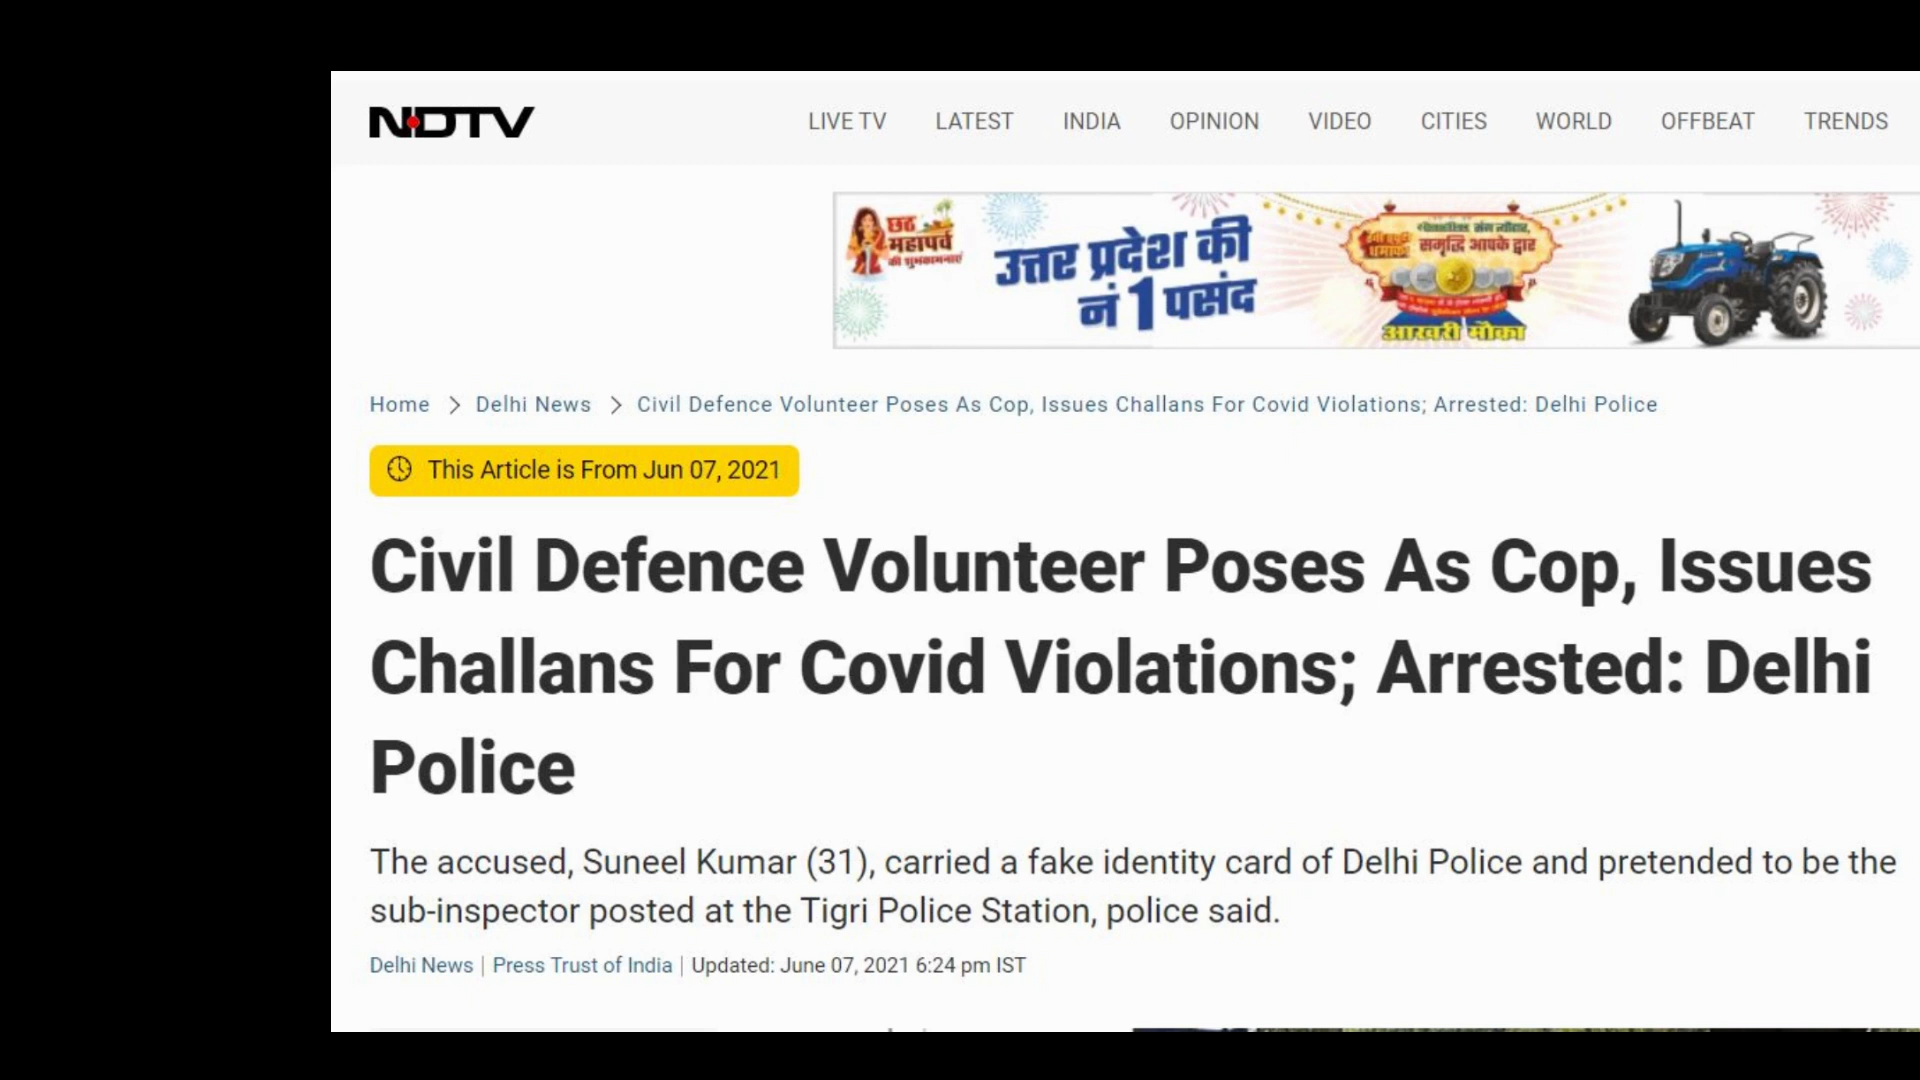 NDTV
LIVE TV LATEST INDIA OPINION VIDEO CITIES WORLD OFFBEAT TRENDS
छठ
महापर्व
की शुभकामनाएं
उत्तर प्रदेश की
नं 1 पसंद
समृद्धि आपके द्वार
आखरी मौका
Home > Delhi News > Civil Defence Volunteer Poses As Cop, Issues Challans For Covid Violations; Arrested: Delhi Police
This Article is From Jun 07, 2021
Civil Defence Volunteer Poses As Cop, Issues
Challans For Covid Violations; Arrested: Delhi
Police
The accused, Suneel Kumar (31), carried a fake identity card of Delhi Police and pretended to be the
sub-inspector posted at the Tigri Police Station, police said.
Delhi News | Press Trust of India | Updated: June 07, 2021 6:24 pm IST